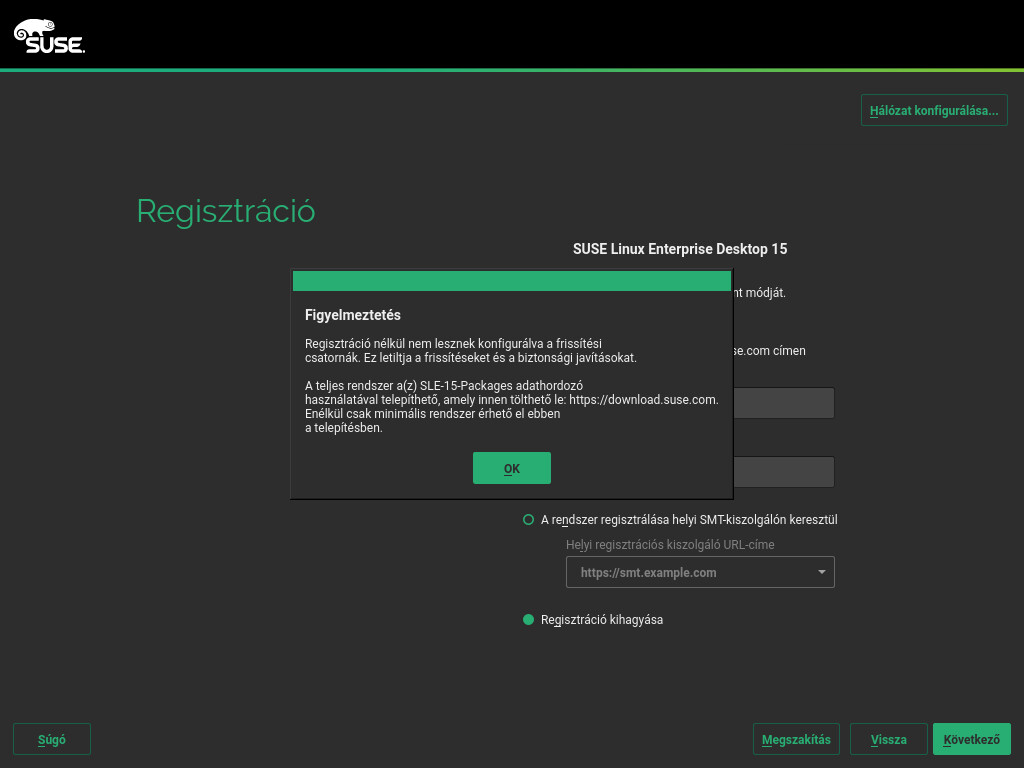 SUSE
Hálózat konfigurálása...
Regisztráció
SUSE Linux Enterprise Desktop 15
módját.
se.com címen
Figyelmeztetés
Regisztráció nélkül nem lesznek konfigurálva a frissítési
csatornák. Ez letiltja a frissítéseket és a biztonsági javításokat.
A teljes rendszer a(z) SLE-15-Packages adathordozó
használatával telepíthető, amely innen tölthető le: https://download.suse.com.
Enélkül csak minimális rendszer érhető el ebben
a telepítésben.
OK
A rendszer regisztrálása helyi SMT-kiszolgálón keresztül
Helyi regisztrációs kiszolgáló URL-címe
https://smt.example.com
Regisztráció kihagyása
Súgó
Megszakítás
Vissza
Következő